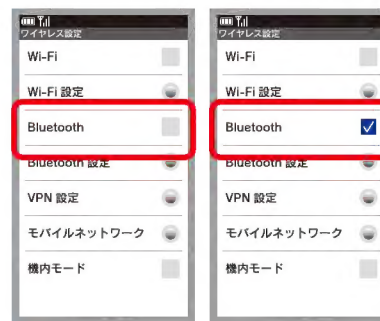 ワイヤレス設定
Wi-Fi
Wi-Fi 設定
Bluetooth
Bluetooth 設定
VPN 設定
モバイルネットワーク
機内モード
ワイヤレス設定
Wi-Fi
Wi-Fi 設定
Bluetooth
Bluetooth 設定
VPN 設定
モバイルネットワーク
機内モード